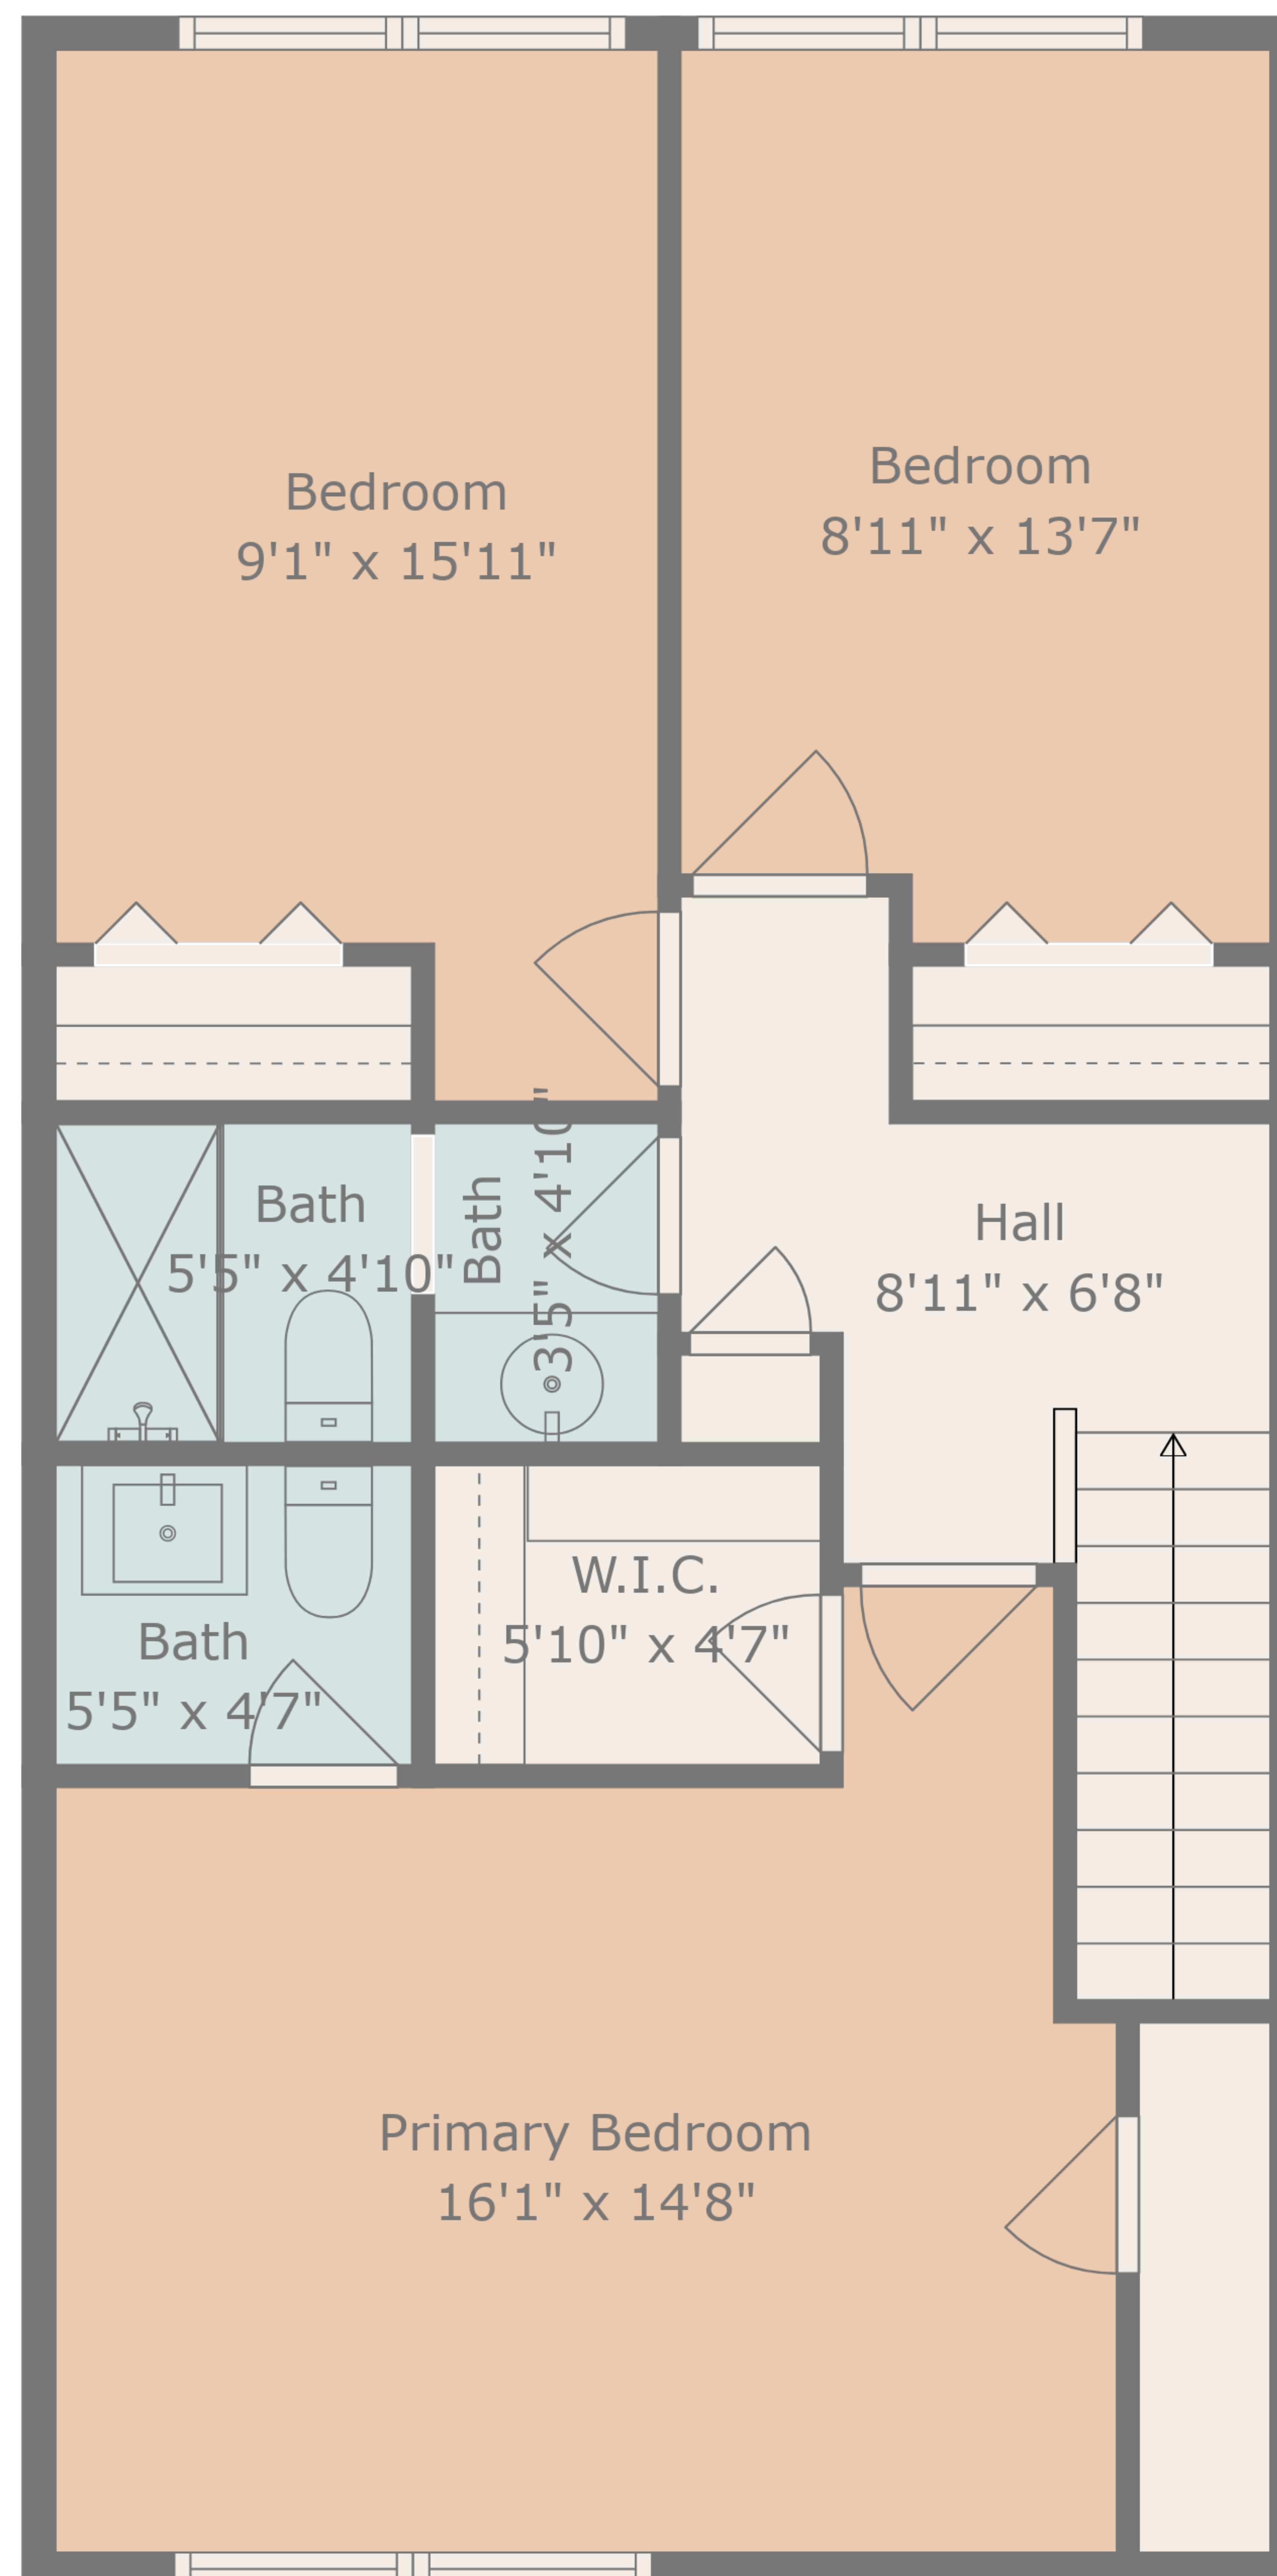 Bedroom
9'1" x 15'11"
Bedroom
8'11" x 13'7"
Bath
5'5" x 4'10"
Bath
3'5" x 4'10"
Hall
8'11" x 6'8"
W.I.C.
5'10" x 4'7"
Bath
5'5" x 4'7"
Primary Bedroom
16'1" x 14'8"